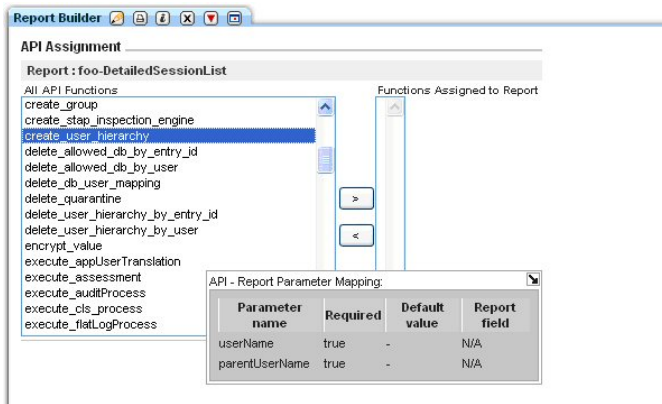 Report Builder
API Assignment
Report : foo-DetailedSessionList
All API Functions
Functions Assigned to Report
create_group
create_stap_inspection_engine
create_user_hierarchy
delete_allowed_db_by_entry_id
delete_allowed_db_by_user
delete_db_user_mapping
delete_quarantine
delete_user_hierarchy_by_entry_id
delete_user_hierarchy_by_user
encrypt_value
execute_appUserTranslation
execute_assessment
execute_auditProcess
execute_cls_process
execute_flatLogProcess
>
<
API - Report Parameter Mapping:
Parameter name Required Default value Report field
userName true - N/A
parentUserName true - N/A